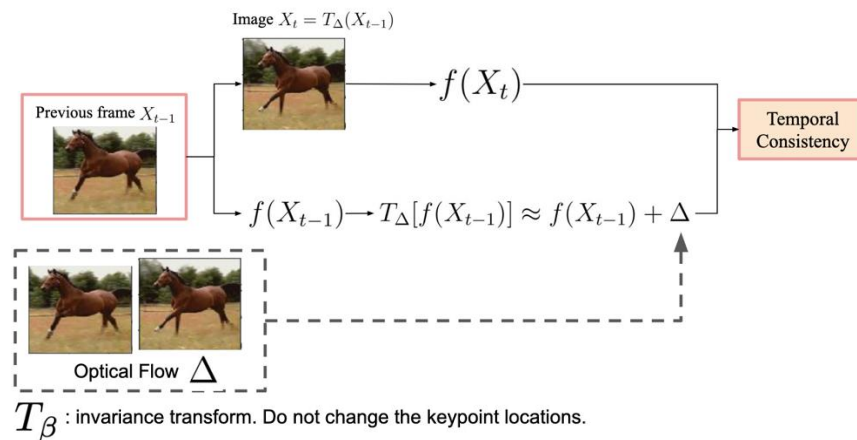 Image $X_t = T_\Delta(X_{t-1})$
Previous frame $X_{t-1}$
$f(X_t)$
Temporal
Consistency
$f(X_{t-1})$
$T_\Delta[f(X_{t-1})] \approx f(X_{t-1}) + \Delta$
Optical Flow $\Delta$
$T_\beta$ : invariance transform. Do not change the keypoint locations.